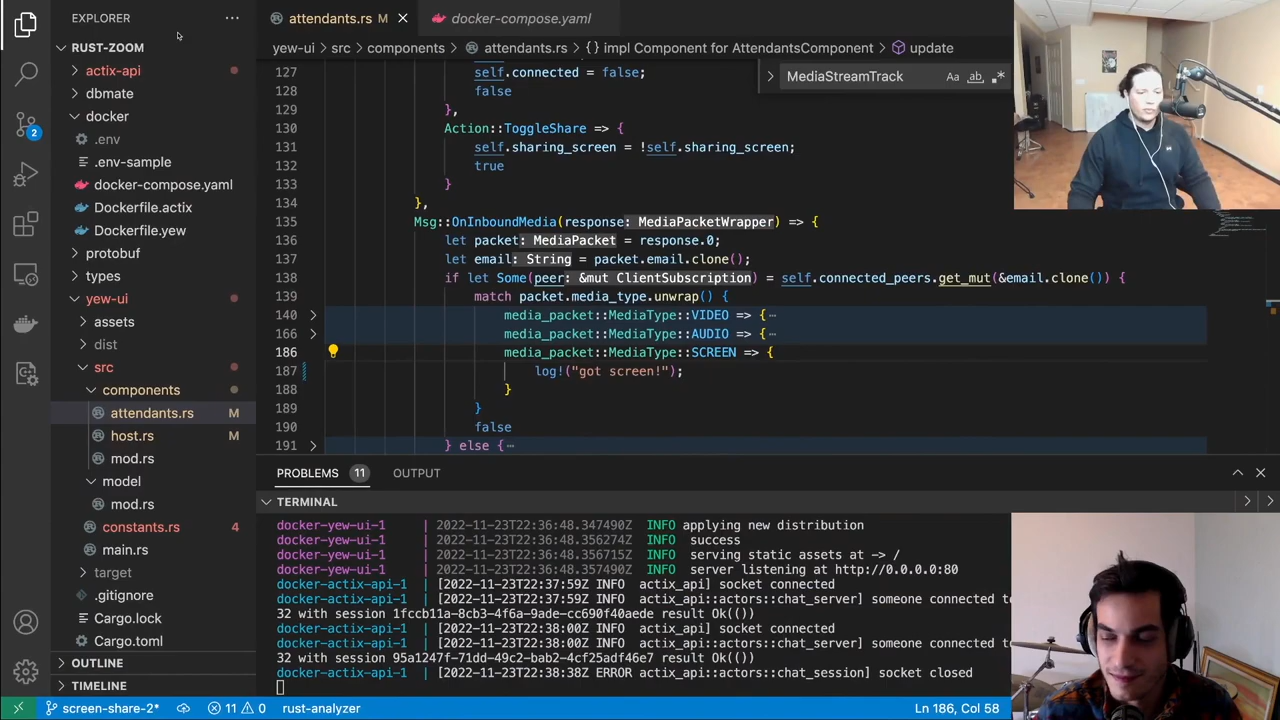 EXPLORER
RUST-ZOOM
actix-api
dbmate
docker
.env
.env-sample
docker-compose.yaml
Dockerfile.actix
Dockerfile.yew
protobuf
types
yew-ui
assets
dist
src
components
attendants.rs M
host.rs M
mod.rs
model
mod.rs
constants.rs 4
main.rs
target
.gitignore
Cargo.lock
Cargo.toml
OUTLINE
TIMELINE
2
attendants.rs M
docker-compose.yaml
yew-ui > src > components > attendants.rs > {} impl Component for AttendantsComponent > update
MediaStreamTrack Aa ab .*
127 self.connected = false;
128 false
129 },
130 Action::ToggleShare => {
131 self.sharing_screen = !self.sharing_screen;
132 true
133 }
134 },
135 Msg::OnInboundMedia(response: MediaPacketWrapper) => {
136 let packet: MediaPacket = response.0;
137 let email: String = packet.email.clone();
138 if let Some(peer: &mut ClientSubscription) = self.connected_peers.get_mut(&email.clone()) {
139 match packet.media_type.unwrap() {
140 media_packet::MediaType::VIDEO => {…
166 media_packet::MediaType::AUDIO => {…
186 media_packet::MediaType::SCREEN => {
187 log!("got screen!");
188 }
189 }
190 false
191 } else {…
PROBLEMS 11 OUTPUT
TERMINAL
docker-yew-ui-1 | 2022-11-23T22:36:48.347490Z INFO applying new distribution
docker-yew-ui-1 | 2022-11-23T22:36:48.356274Z INFO success
docker-yew-ui-1 | 2022-11-23T22:36:48.356715Z INFO serving static assets at -> /
docker-yew-ui-1 | 2022-11-23T22:36:48.357958Z INFO server listening at http://0.0.0.0:80
docker-actix-api-1 | [2022-11-23T22:37:59Z INFO actix_api] socket connected
docker-actix-api-1 | [2022-11-23T22:37:59Z INFO actix_api::actors::chat_server] someone connected to
32 with session 1fccb11a-8cb3-4f6a-9ade-cc690f40aede result Ok(())
docker-actix-api-1 | [2022-11-23T22:38:00Z INFO actix_api] socket connected
docker-actix-api-1 | [2022-11-23T22:38:00Z INFO actix_api::actors::chat_server] someone connected to
32 with session 95a1247f-71dd-49c2-bab2-4cf25adf46e7 result Ok(())
docker-actix-api-1 | [2022-11-23T22:38:38Z ERROR actix_api::actors::chat_session] socket closed
screen-share-2* 11 0 rust-analyzer Ln 186, Col 58